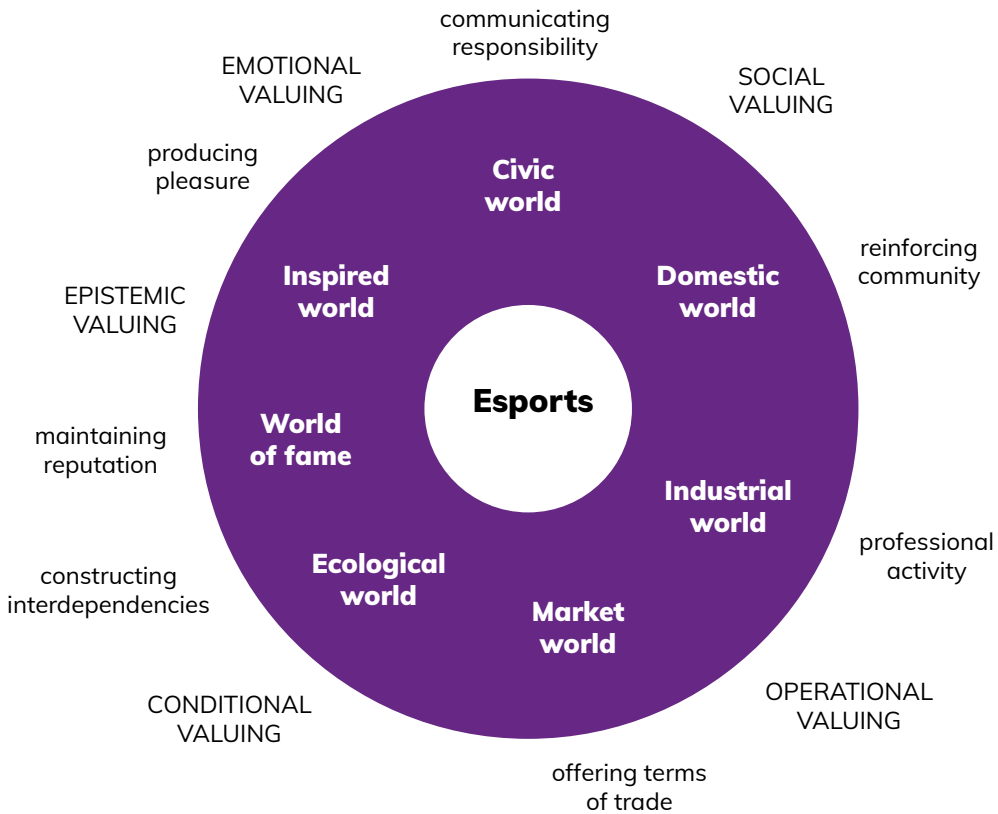 communicating
responsibility
EMOTIONAL
VALUING
SOCIAL
VALUING
producing
pleasure
Civic
world
reinforcing
community
Inspired
world
Domestic
world
EPISTEMIC
VALUING
Esports
maintaining
reputation
World
of fame
Industrial
world
professional
activity
constructing
interdependencies
Ecological
world
Market
world
CONDITIONAL
VALUING
OPERATIONAL
VALUING
offering terms
of trade